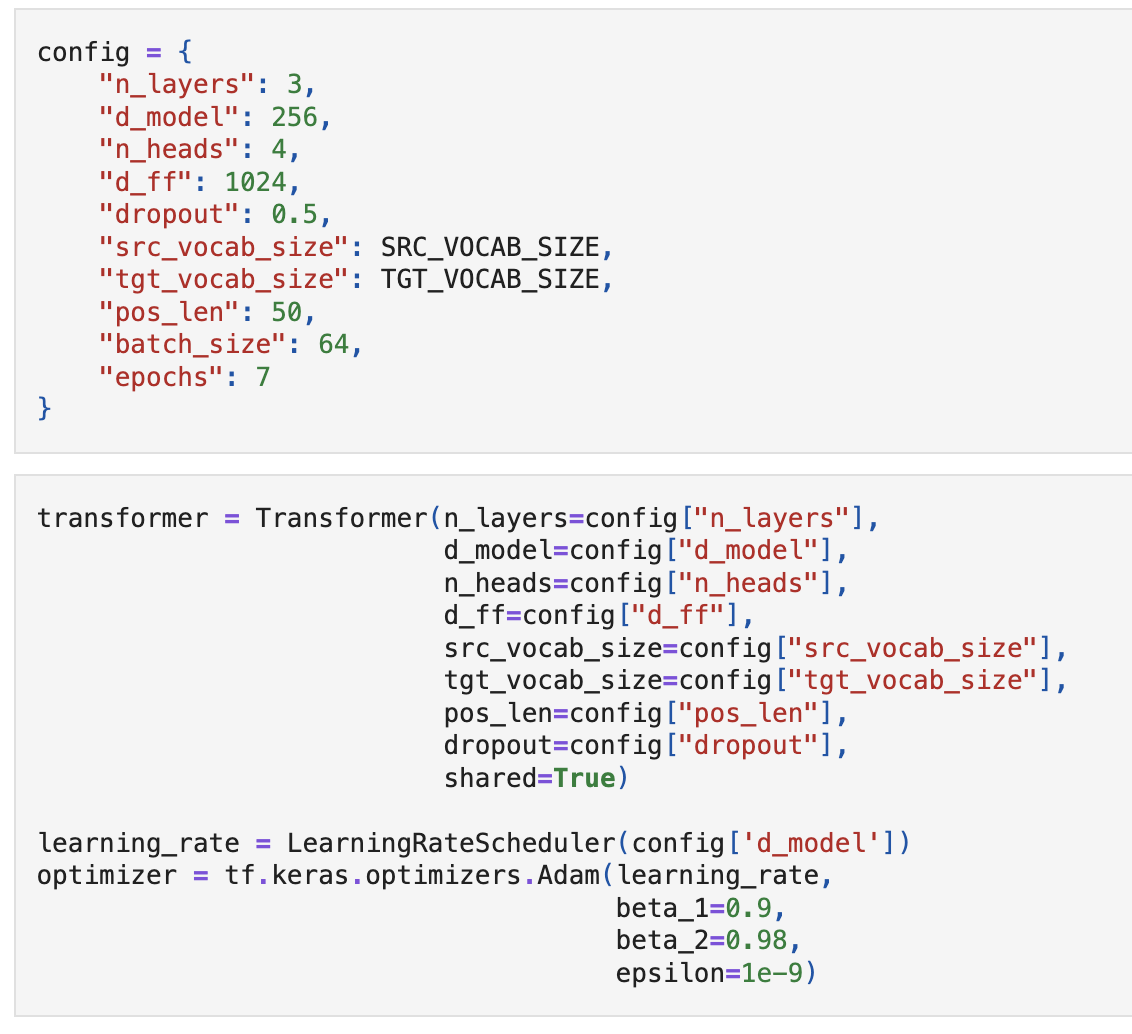 config = {
    "n_layers": 3,
    "d_model": 256,
    "n_heads": 4,
    "d_ff": 1024,
    "dropout": 0.5,
    "src_vocab_size": SRC_VOCAB_SIZE,
    "tgt_vocab_size": TGT_VOCAB_SIZE,
    "pos_len": 50,
    "batch_size": 64,
    "epochs": 7
}
transformer = Transformer(n_layers=config["n_layers"],
                          d_model=config["d_model"],
                          n_heads=config["n_heads"],
                          d_ff=config["d_ff"],
                          src_vocab_size=config["src_vocab_size"],
                          tgt_vocab_size=config["tgt_vocab_size"],
                          pos_len=config["pos_len"],
                          dropout=config["dropout"],
                          shared=True)
learning_rate = LearningRateScheduler(config['d_model'])
optimizer = tf.keras.optimizers.Adam(learning_rate,
                                     beta_1=0.9,
                                     beta_2=0.98,
                                     epsilon=1e-9)